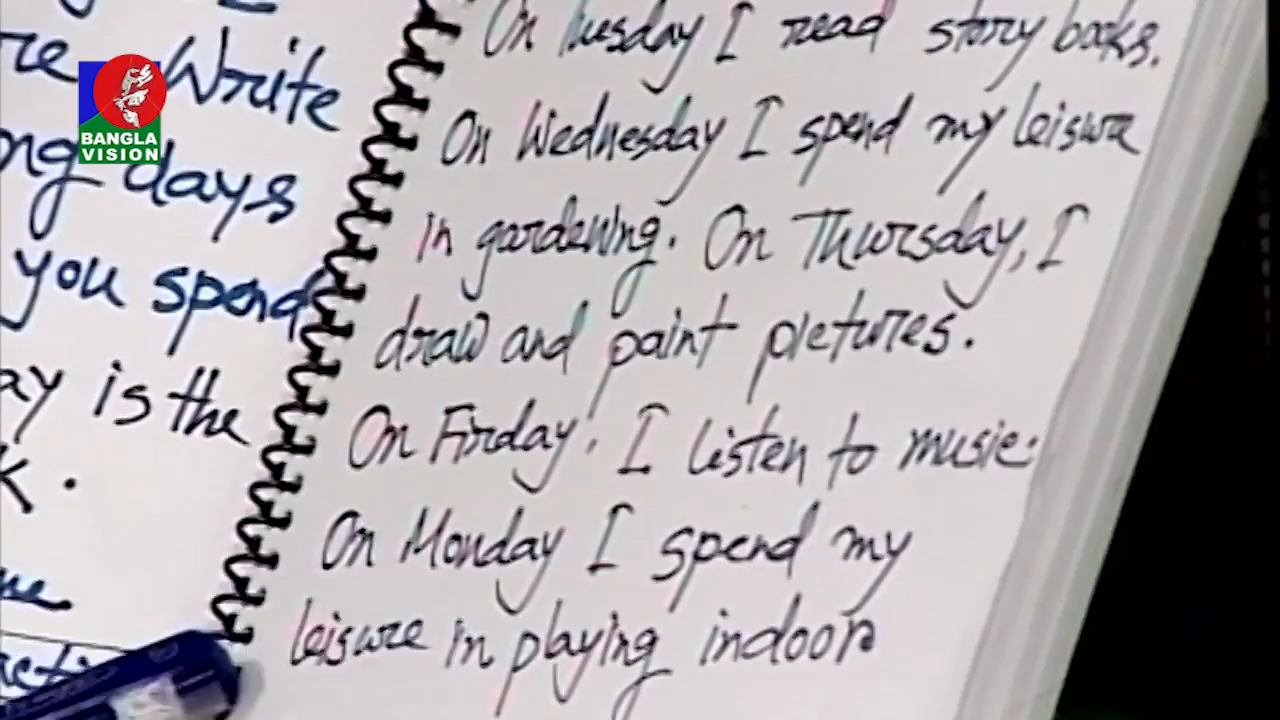 Write
days
you spend
is the
BANGLA
VISION
On Tuesday I read story books.
On Wednesday I spend my leisure
in gardening. On Thursday, I
draw and paint pictures.
On Firday, I listen to music.
On Monday I spend my
leisure in playing indoor